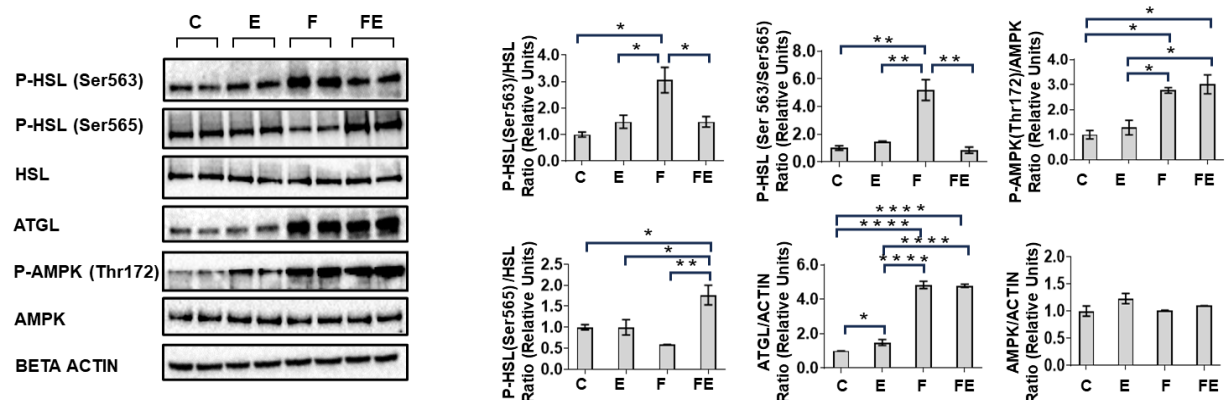 C E F FE
P-HSL (Ser563)
P-HSL (Ser565)
HSL
ATGL
P-AMPK (Thr172)
AMPK
BETA ACTIN
P-HSL(Ser563)/HSL
Ratio (Relative Units)
4.0
3.0
2.0
1.0
0.0
* * *
C E F FE
P-HSL (Ser 563/Ser565)
Ratio (Relative Units)
8.0
6.0
4.0
2.0
0.0
** ** **
C E F FE
P-AMPK(Thr172)/AMPK
Ratio (Relative Units)
4.0
3.0
2.0
1.0
0.0
* * * *
C E F FE
P-HSL(Ser565) /HSL
Ratio (Relative Units)
2.5
2.0
1.5
1.0
0.5
0.0
* * **
C E F FE
ATGL/ACTIN
Ratio (Relative Units)
6.0
4.0
2.0
0.0
**** **** **** **** *
C E F FE
AMPK/ACTIN
Ratio (Relative Units)
2.0
1.5
1.0
0.5
0.0
C E F FE